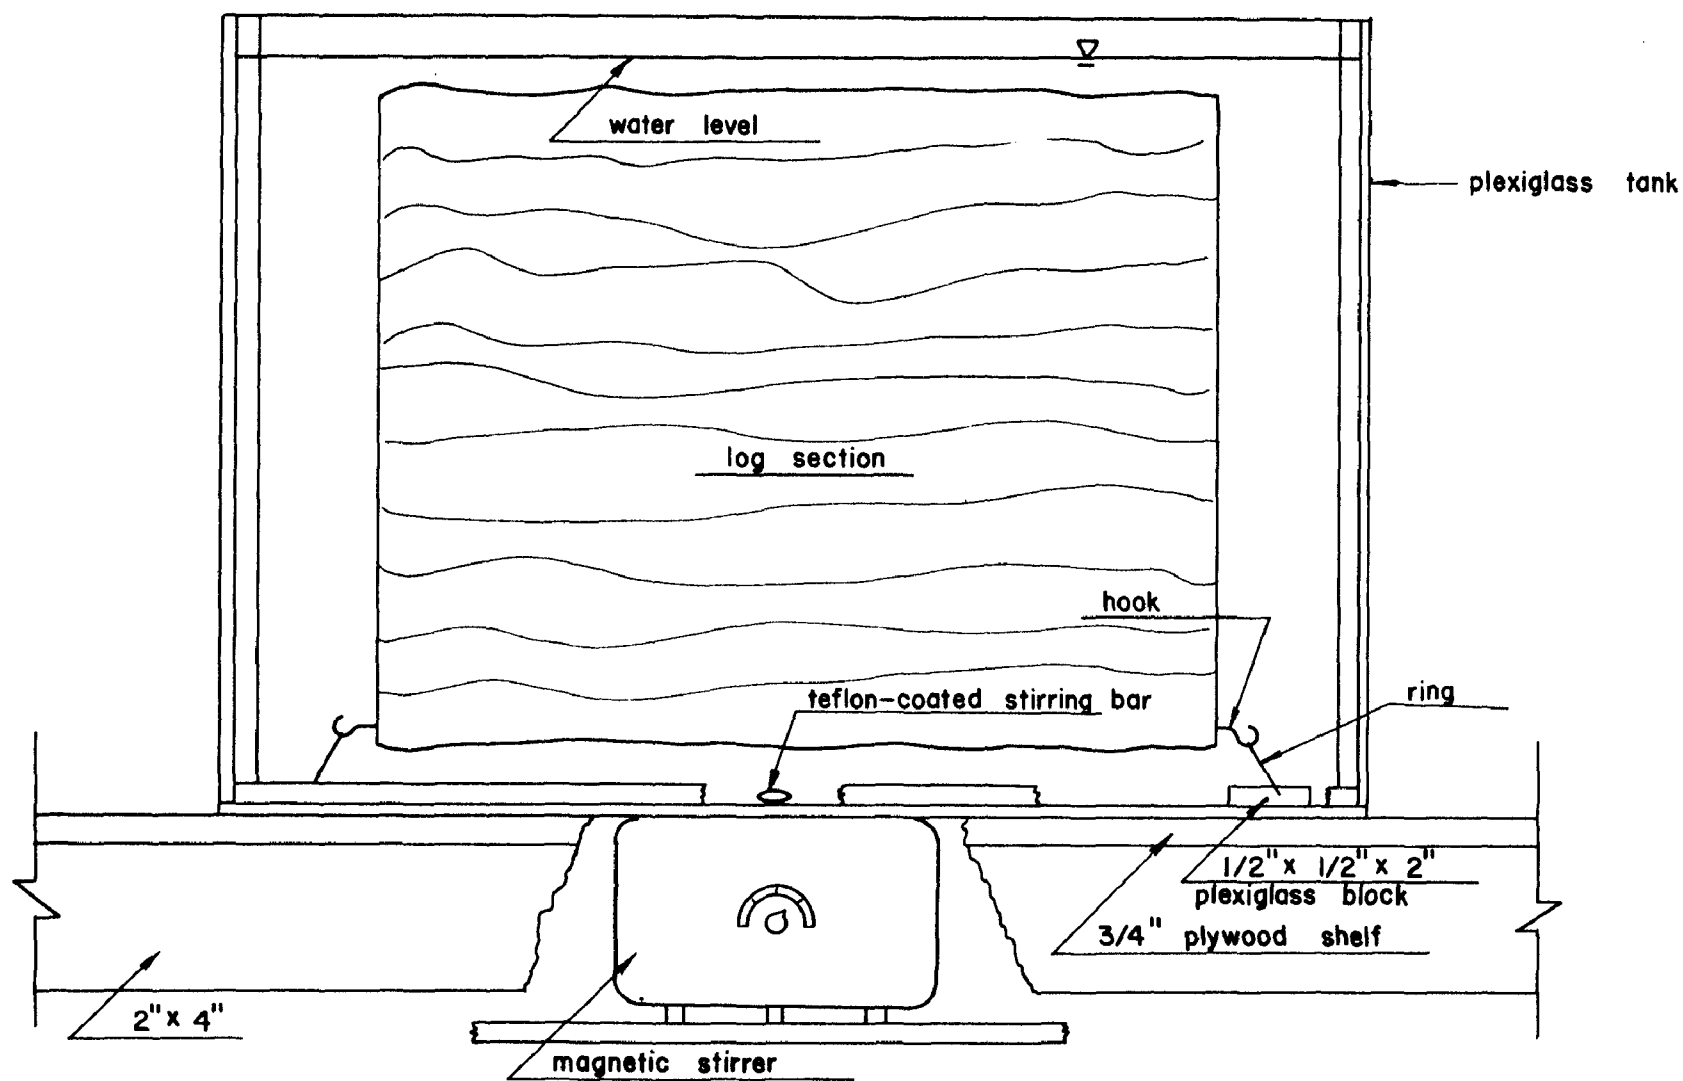 water level
plexiglass tank
log section
hook
teflon-coated stirring bar
ring
1/2" x 1/2" x 2"
plexiglass block
3/4" plywood shelf
2" x 4"
magnetic stirrer